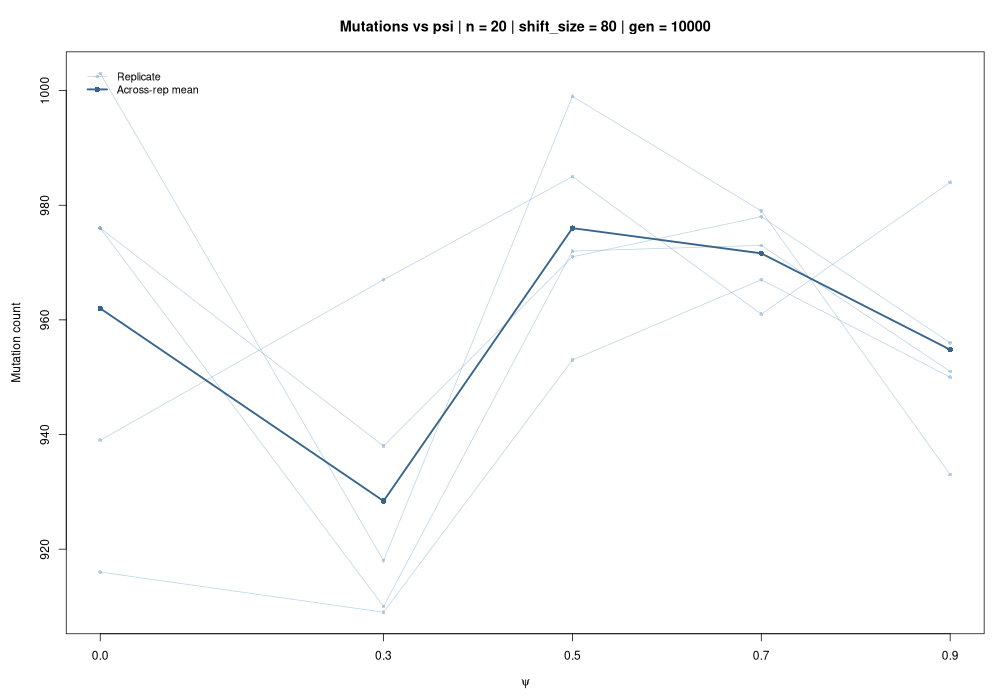 Mutations vs psi | n = 20 | shift_size = 80 | gen = 10000
Replicate
Across-rep mean
Mutation count
1000
980
960
940
920
0.0 0.3 0.5 0.7 0.9
ψ